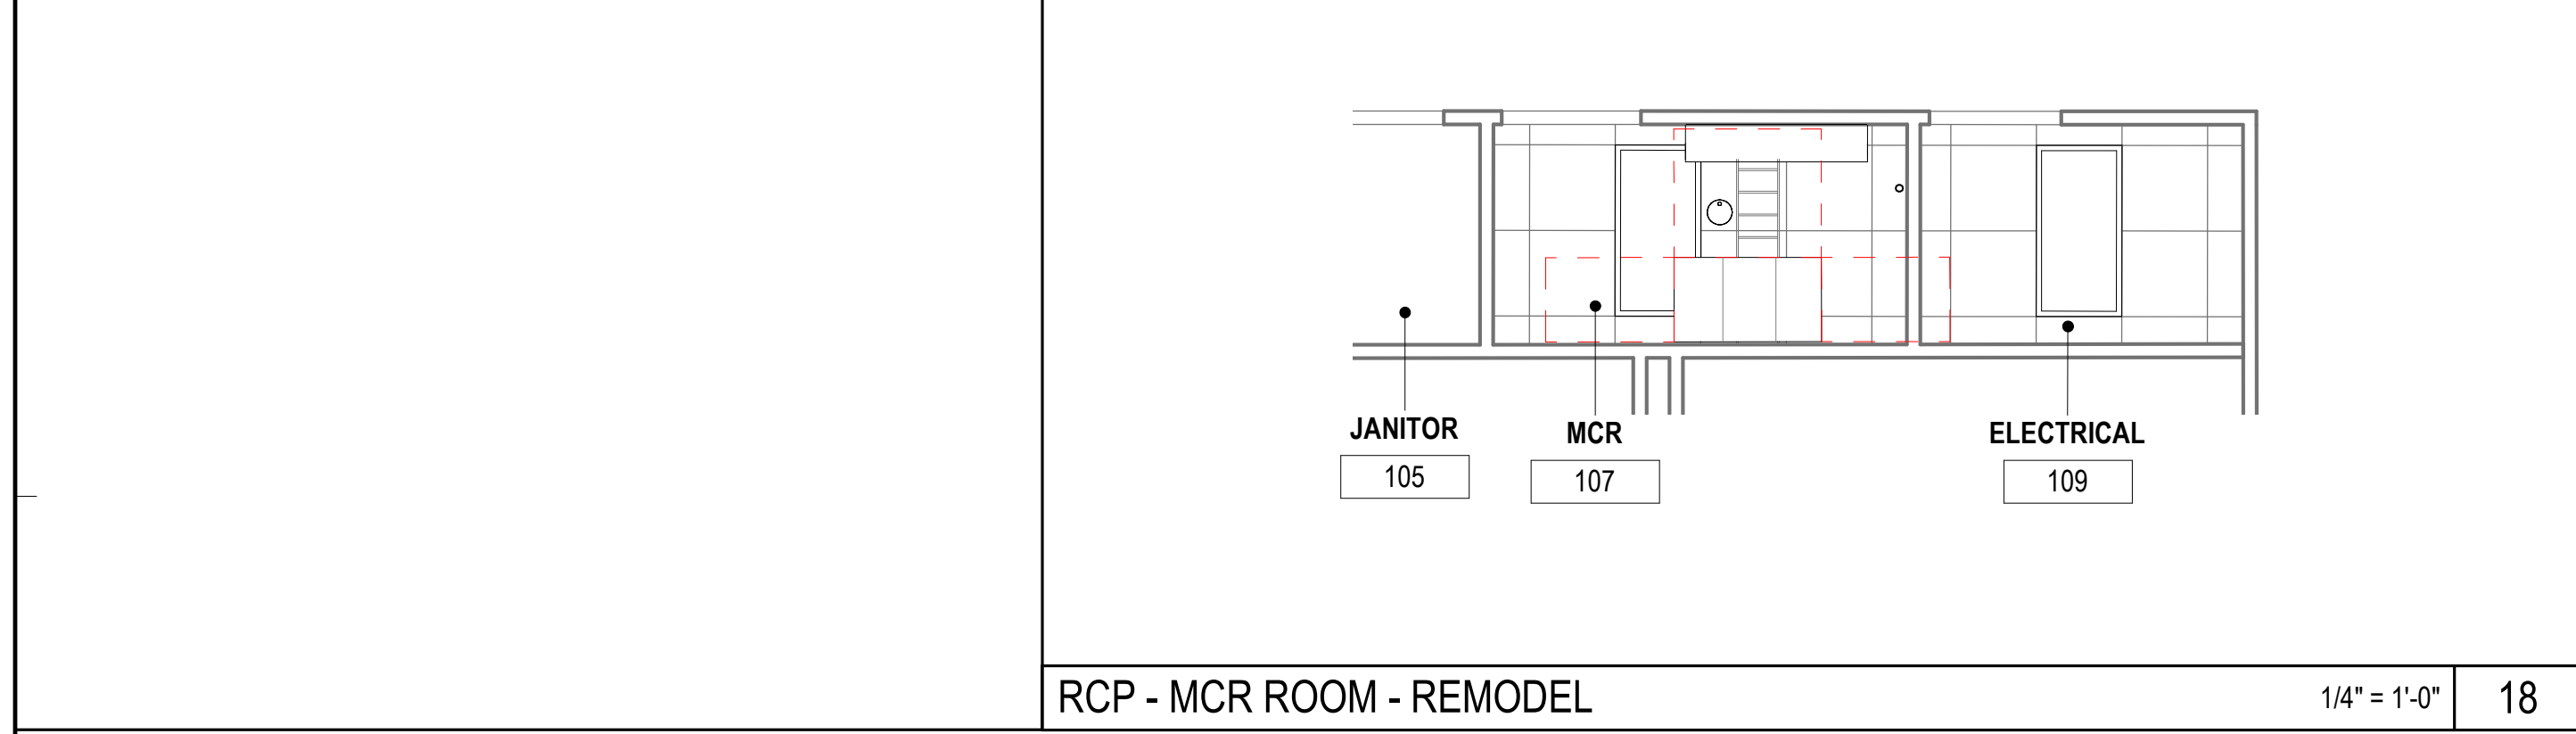 JANITOR
105
MCR
107
ELECTRICAL
109
RCP - MCR ROOM - REMODEL
1/4" = 1'-0"
18